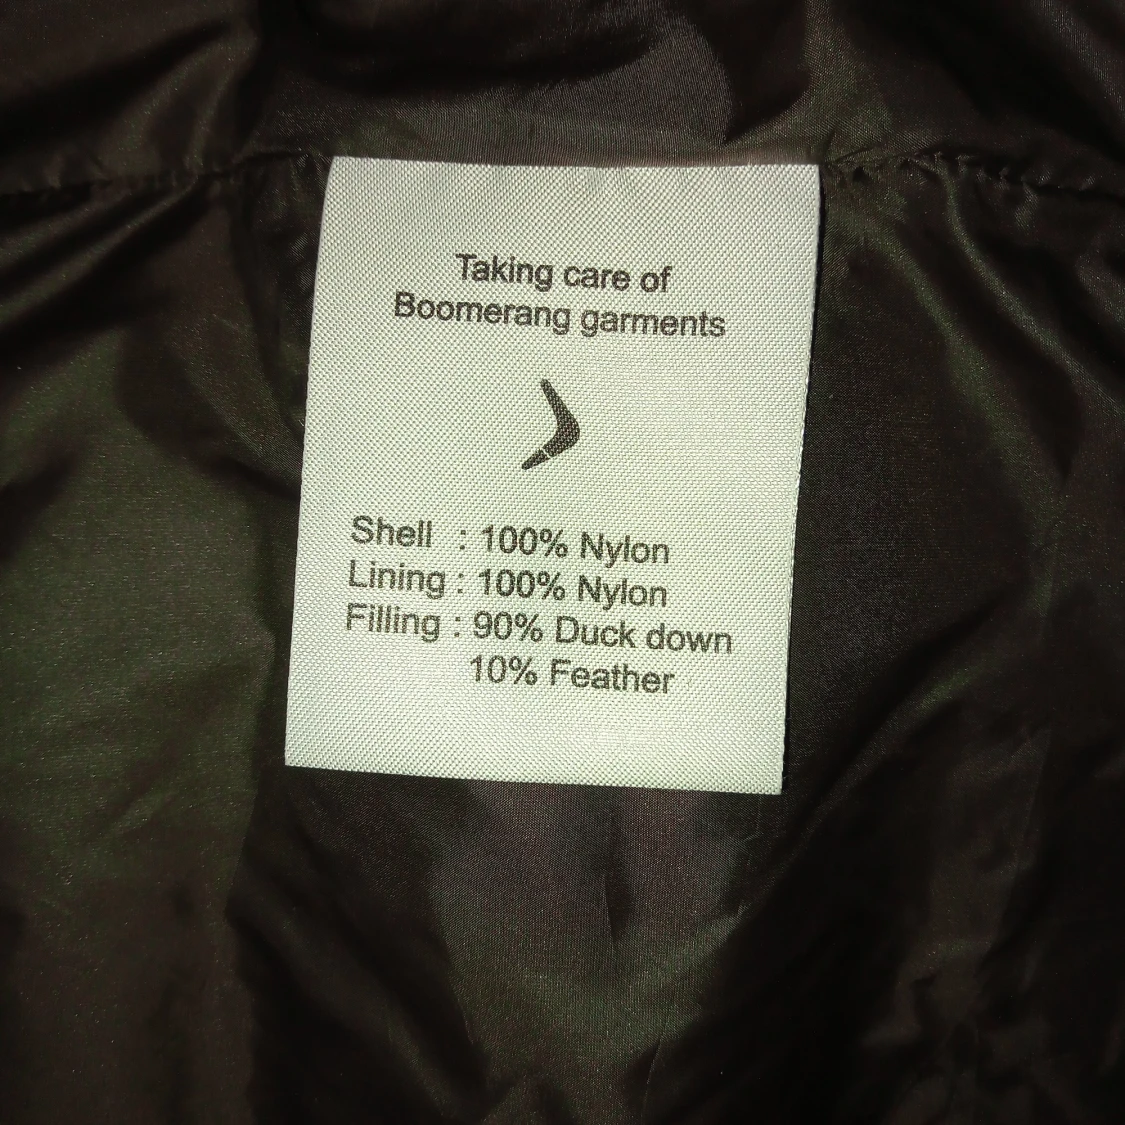 Taking care of
Boomerang garments
Shell : 100% Nylon
Lining : 100% Nylon
Filling : 90% Duck down
10% Feather